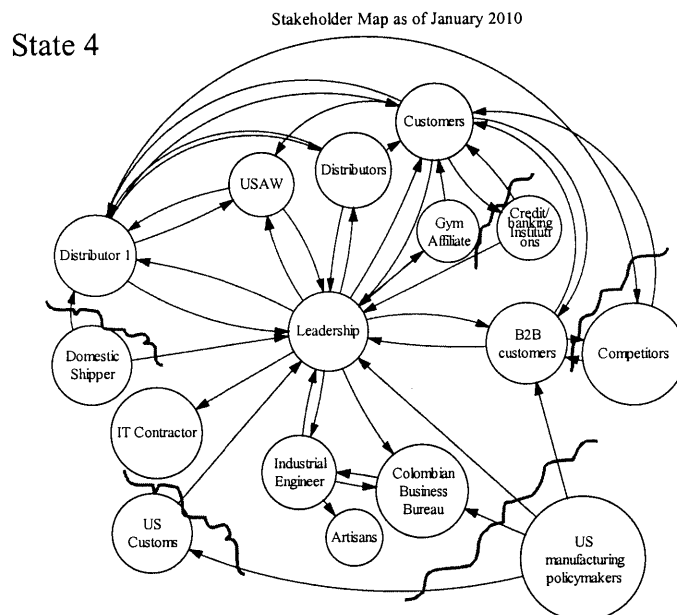 Stakeholder Map as of January 2010
State 4
Customers
Distributors
USAW
Gym
Affiliate
Credit/
banking
Institutions
Distributor 1
Leadership
B2B
customers
Competitors
Domestic
Shipper
IT Contractor
Industrial
Engineer
Colombian
Business
Bureau
US
Customs
Artisans
US
manufacturing
policymakers